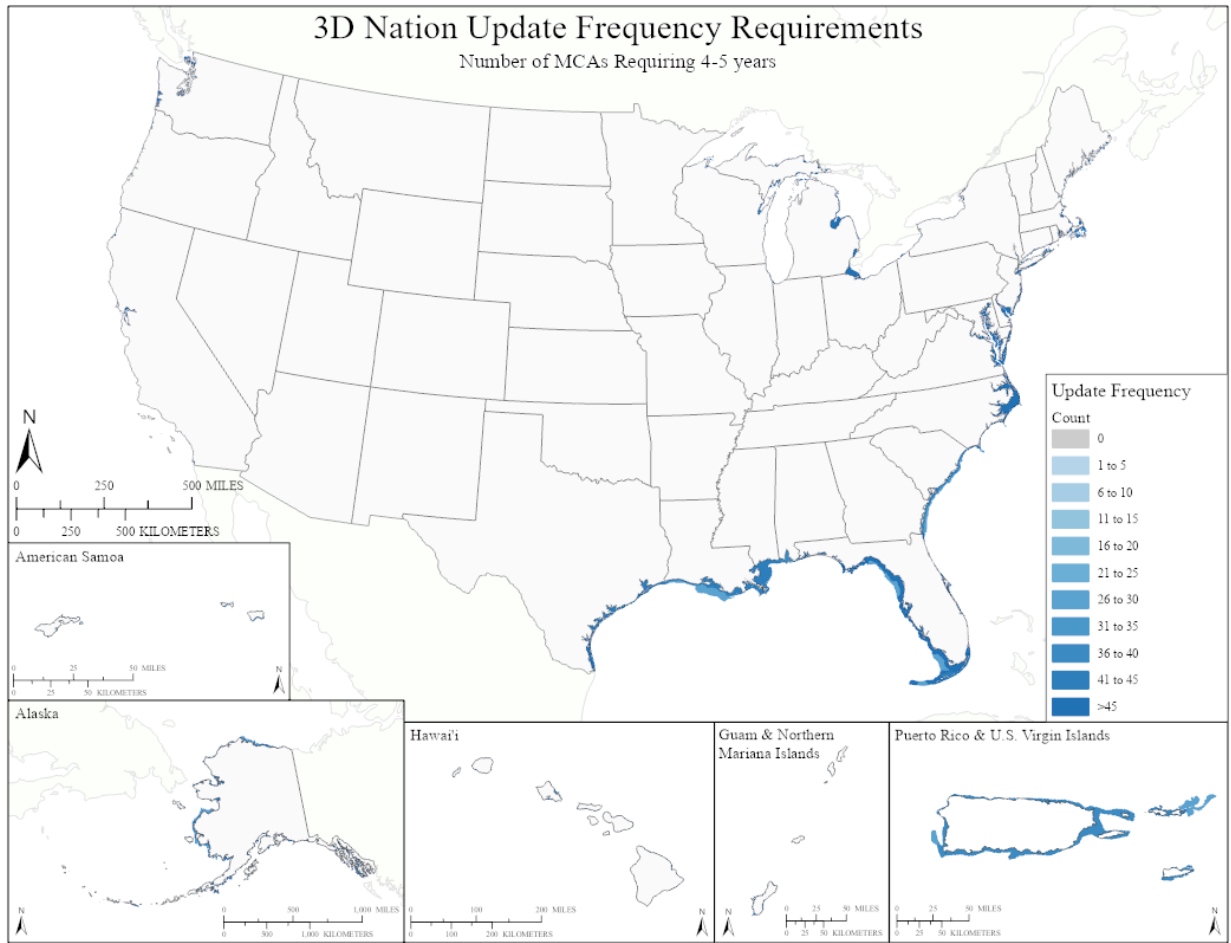 3D Nation Update Frequency Requirements
Number of MCAs Requiring 4-5 years
N
0 250 500 MILES
0 250 500 KILOMETERS
Update Frequency
Count
0
1 to 5
6 to 10
11 to 15
16 to 20
21 to 25
26 to 30
31 to 35
36 to 40
41 to 45
>45
American Samoa
0 25 50 MILES
0 25 50 KILOMETERS
N
Alaska
N
0 500 1,000 MILES
0 500 1,000 KILOMETERS
Hawai'i
0 100 200 MILES
0 100 200 KILOMETERS
N
Guam & Northern
Mariana Islands
0 25 50 MILES
0 25 50 KILOMETERS
N
Puerto Rico & U.S. Virgin Islands
0 25 50 MILES
0 25 50 KILOMETERS
N